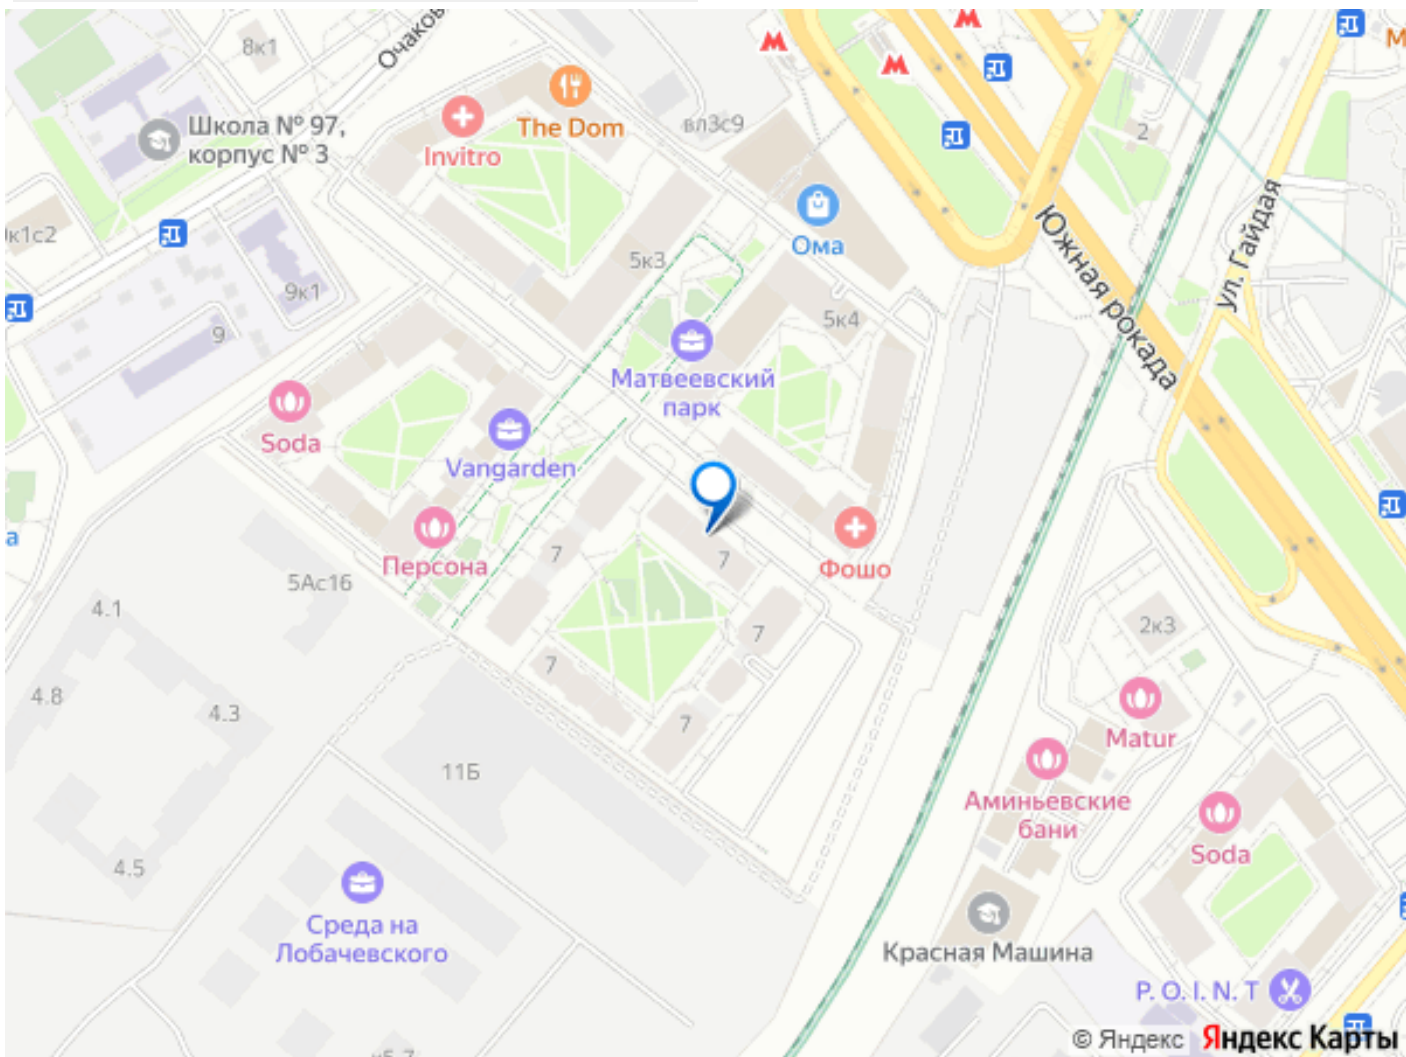 8к1
Очаков
Школа № 97,
корпус № 3
Invitro
The Dom
вл3с9
2
Ома
Южная рокада
ул. Гайдая
к1с2
9к1
9
5к3
5к4
Матвеевский
парк
Soda
Vangarden
Персона
Фошо
5Ас16
7
7
7
7
7
4.1
4.8
4.3
4.5
11Б
2к3
Matur
Аминьевские
бани
Soda
Среда на
Лобачевского
Красная Машина
P. O. I. N. T
© Яндекс Яндекс Карты